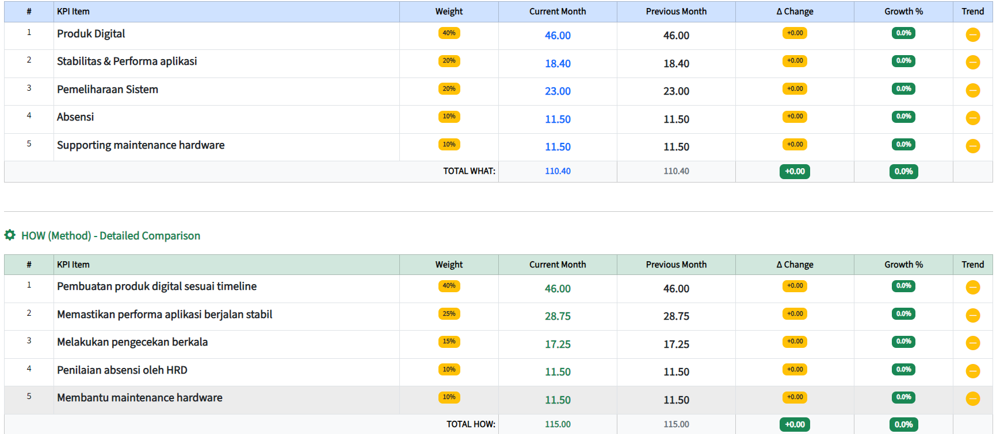 # KPI Item Weight Current Month Previous Month Δ Change Growth % Trend
1 Produk Digital 40% 46.00 46.00 +0.00 0.0%
2 Stabilitas & Performa aplikasi 20% 18.40 18.40 +0.00 0.0%
3 Pemeliharaan Sistem 20% 23.00 23.00 +0.00 0.0%
4 Absensi 10% 11.50 11.50 +0.00 0.0%
5 Supporting maintenance hardware 10% 11.50 11.50 +0.00 0.0%
TOTAL WHAT: 110.40 110.40 +0.00 0.0%
HOW (Method) - Detailed Comparison
# KPI Item Weight Current Month Previous Month Δ Change Growth % Trend
1 Pembuatan produk digital sesuai timeline 40% 46.00 46.00 +0.00 0.0%
2 Memastikan performa aplikasi berjalan stabil 25% 28.75 28.75 +0.00 0.0%
3 Melakukan pengecekan berkala 15% 17.25 17.25 +0.00 0.0%
4 Penilaian absensi oleh HRD 10% 11.50 11.50 +0.00 0.0%
5 Membantu maintenance hardware 10% 11.50 11.50 +0.00 0.0%
TOTAL HOW: 115.00 115.00 +0.00 0.0%